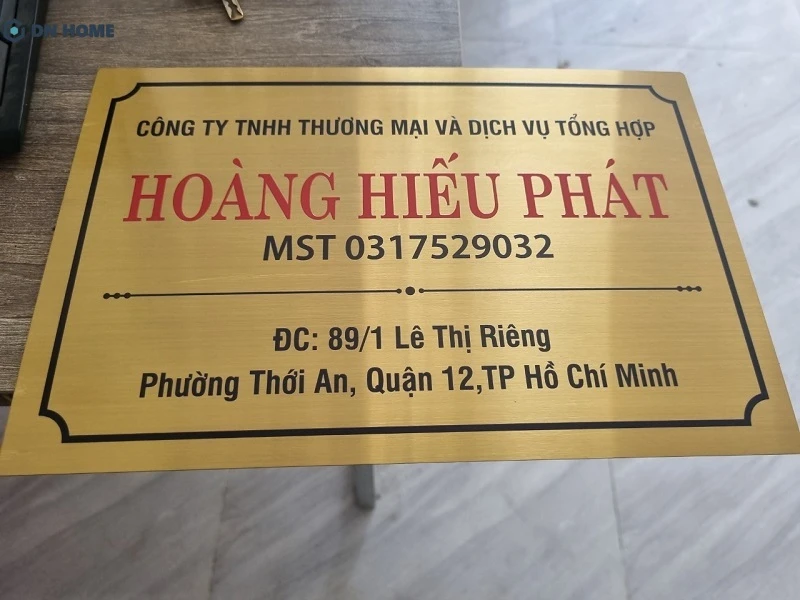 DN HOME
CÔNG TY TNHH THƯƠNG MẠI VÀ DỊCH VỤ TỔNG HỢP
HOÀNG HIẾU PHÁT
MST 0317529032
ĐC: 89/1 Lê Thị Riêng
Phường Thới An, Quận 12,TP Hồ Chí Minh